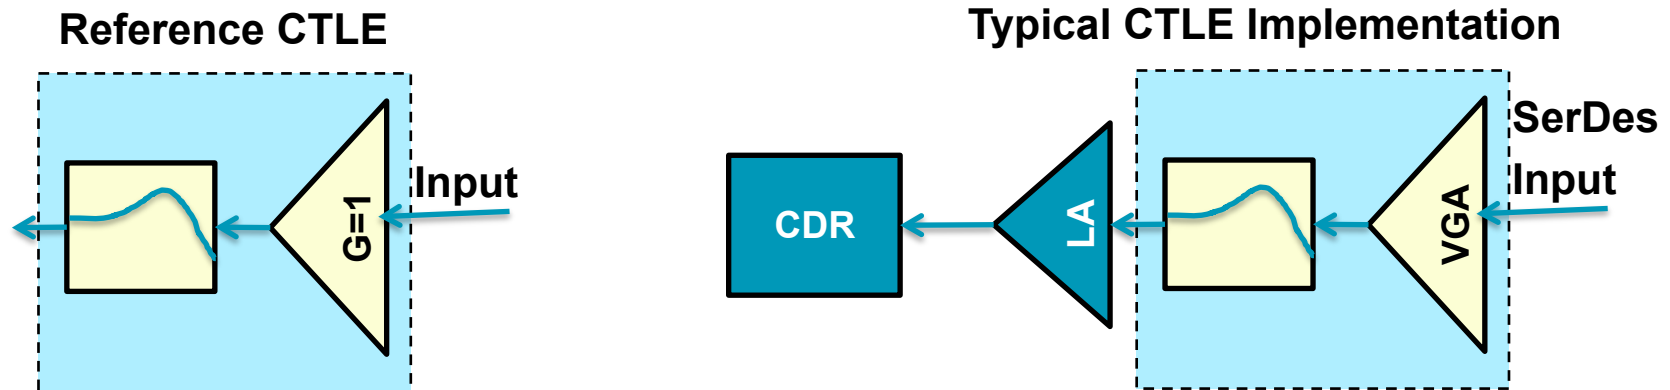 Reference CTLE
Input
G=1
Typical CTLE Implementation
CDR
LA
VGA
SerDes
Input